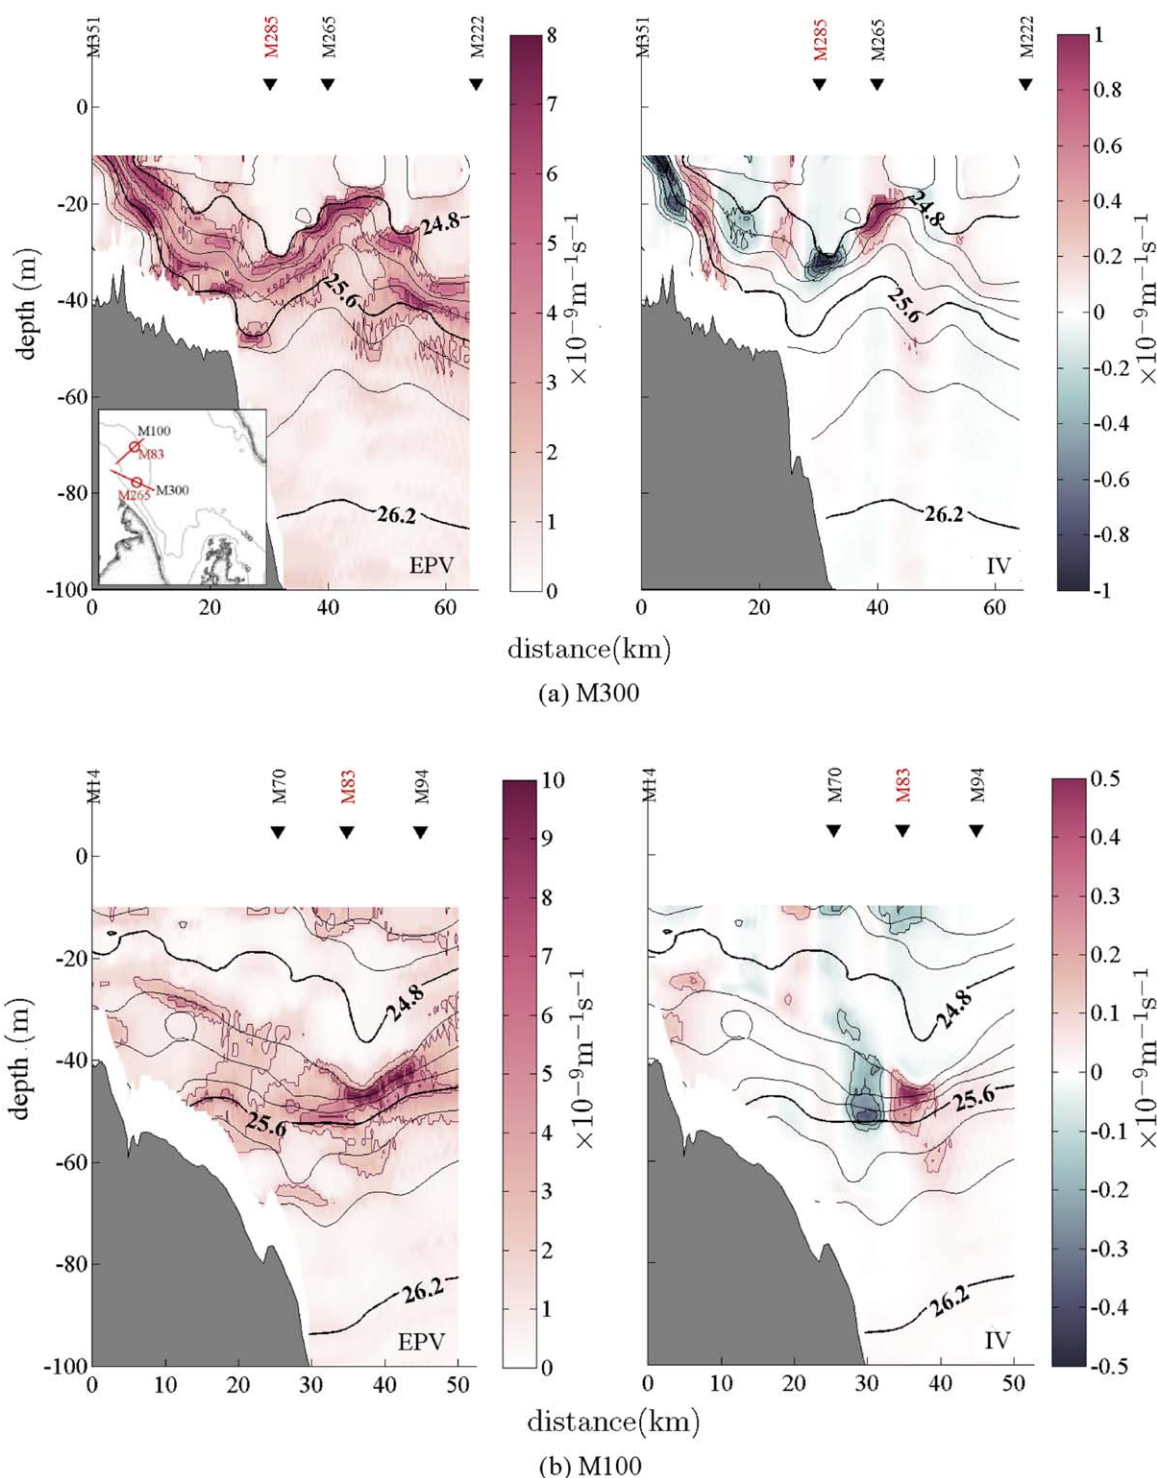 M351 M285 M265 M222 M351 M285 M265 M222
8 1
0 7 0.8
6 0.6
-20 24.8 24.8 0.4
5 0.2
-40 25.6 25.6 0
4
depth (m) ×10−9m−1s−1 ×10−9m−1s−1
3 -0.2
-60
M100 2 -0.4
M83
-80 M265 M300 26.2 26.2 -0.6
1 -0.8
EPV IV
-100 0 -1
0 20 40 60 0 20 40 60
distance(km)
(a) M300
M14 M70 M83 M94 M14 M70 M83 M94
10 0.5
0 9 0.4
8 0.3
-20 7 0.2
24.8 24.8
6 0.1
-40
depth (m) 5 ×10−9m−1s−1 0 ×10−9m−1s−1
25.6 25.6
4 -0.1
-60 3 -0.2
-80 2 -0.3
26.2 26.2
1 -0.4
EPV IV
-100 0 -0.5
0 10 20 30 40 50 0 10 20 30 40 50
distance(km)
(b) M100